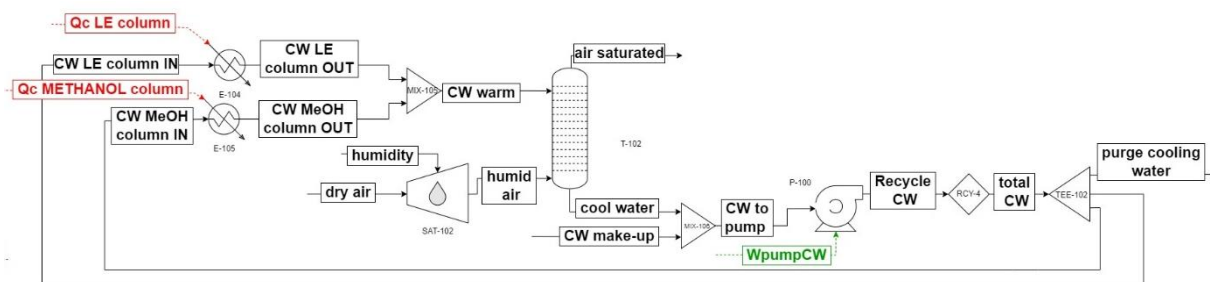 Qc LE column
CW LE column IN
E-104
CW LE
column OUT
Qc METHANOL column
CW MeOH
column IN
E-105
CW MeOH
column OUT
MIX-105
CW warm
air saturated
T-102
humidity
dry air
SAT-102
humid
air
cool water
CW make-up
MIX-106
CW to
pump
P-100
WpumpCW
Recycle
CW
RCY-4
total
CW
TEE-102
purge cooling
water